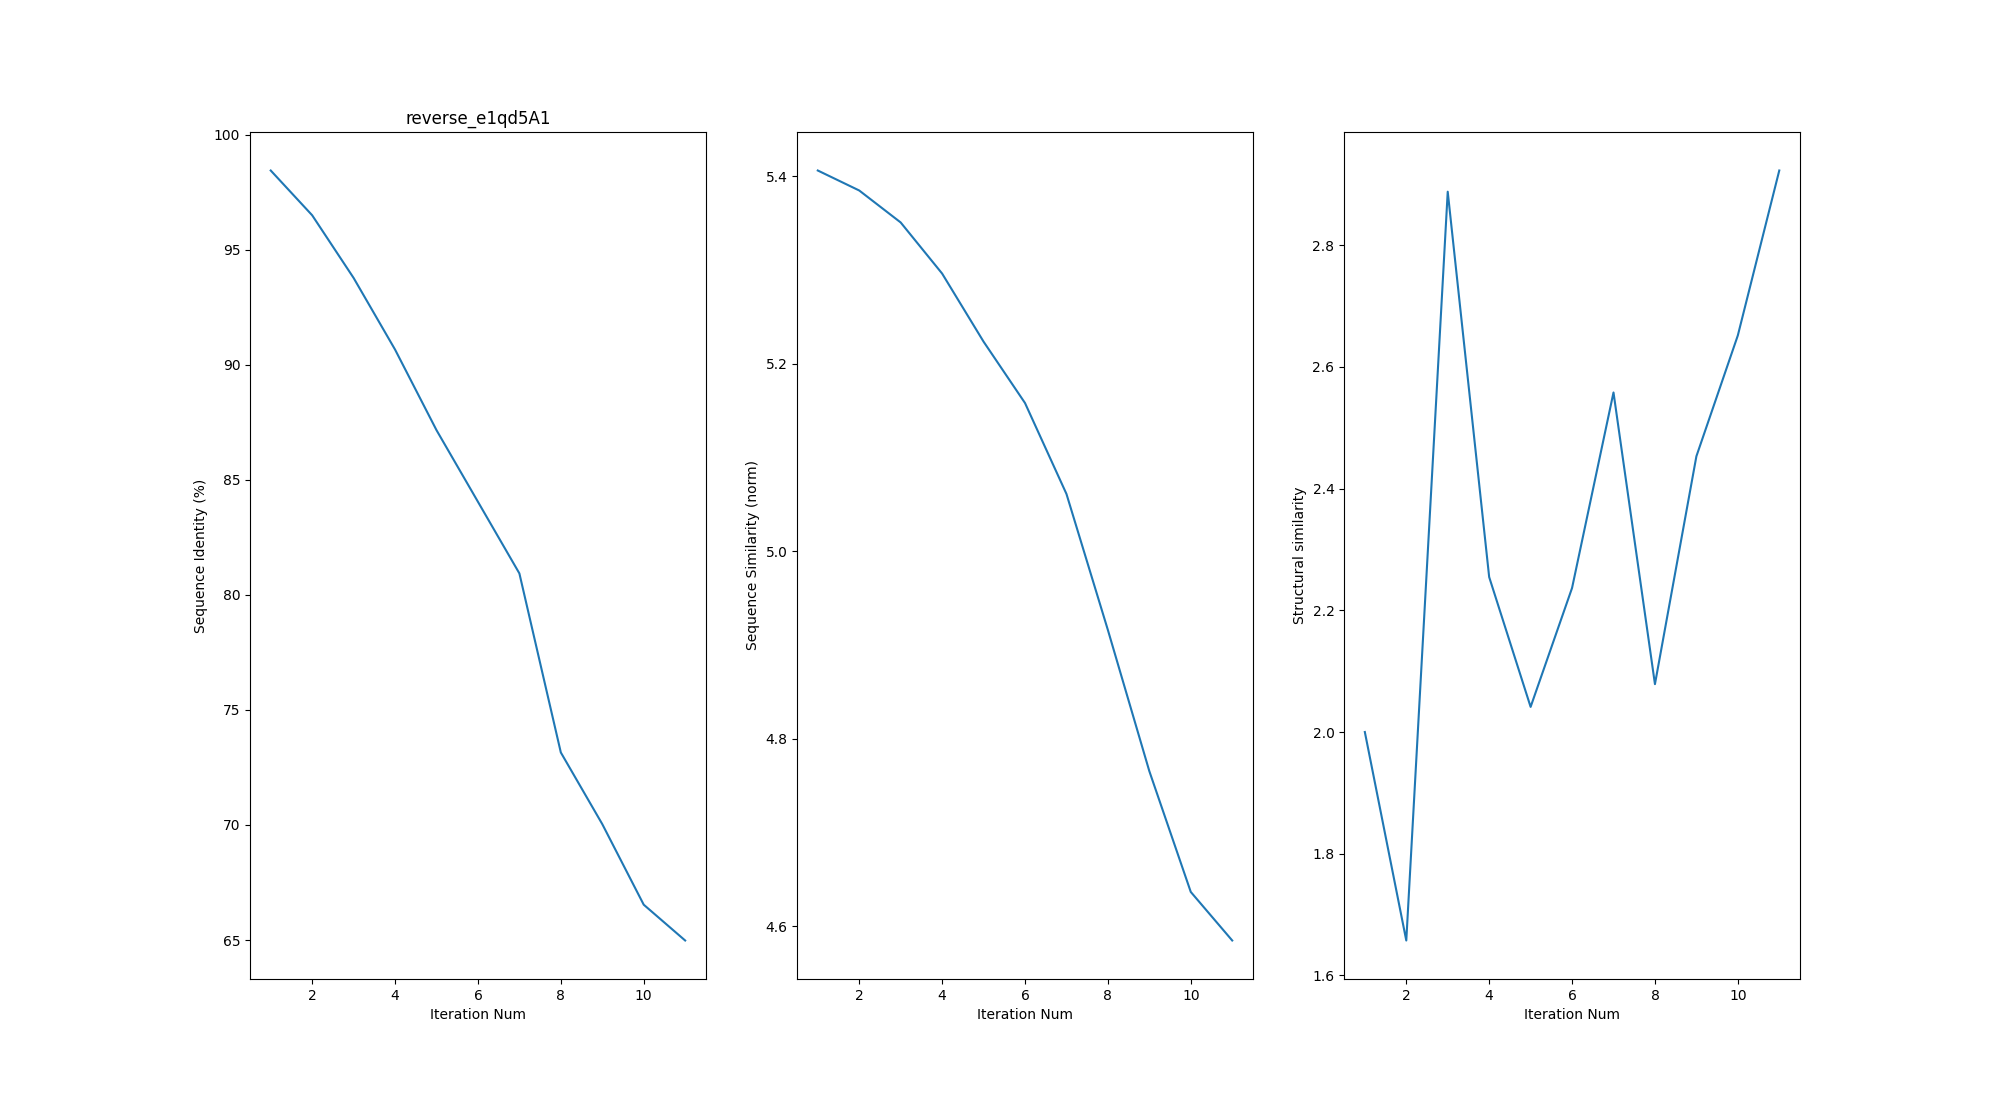 reverse_e1qd5A1
Sequence Identity (%)
100
95
90
85
80
75
70
65
2 4 6 8 10
Iteration Num
Sequence Similarity (norm)
5.4
5.2
5.0
4.8
4.6
2 4 6 8 10
Iteration Num
Structural similarity
2.8
2.6
2.4
2.2
2.0
1.8
1.6
2 4 6 8 10
Iteration Num